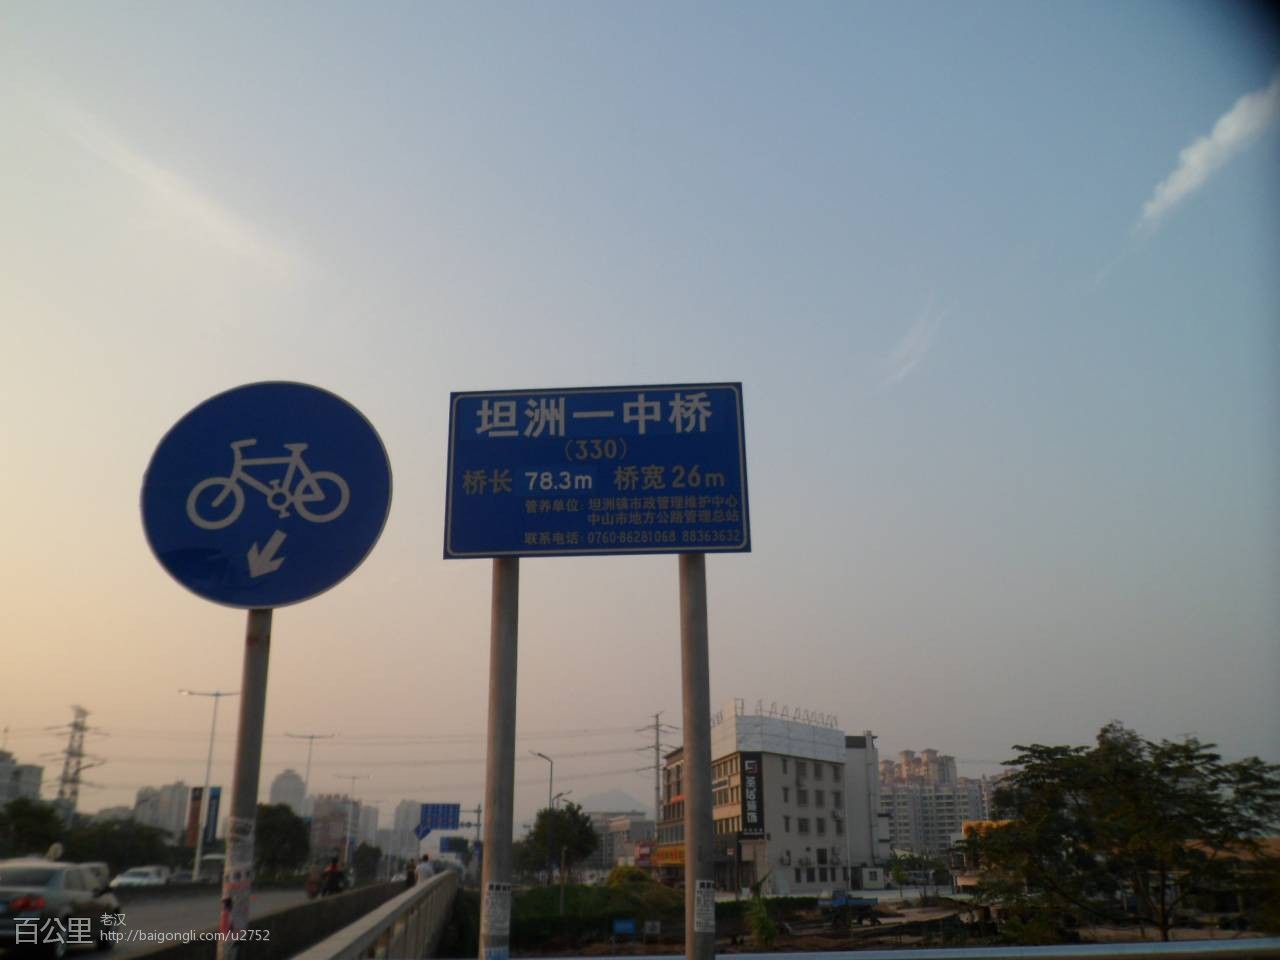 坦洲一中桥
（330）
桥长 78.3m 桥宽 26m
管养单位：坦洲镇市政管理维护中心
中山市地方公路管理总站
联系电话：0760-86281068 88363632
百公里 老汉
http://baigongli.com/u2752